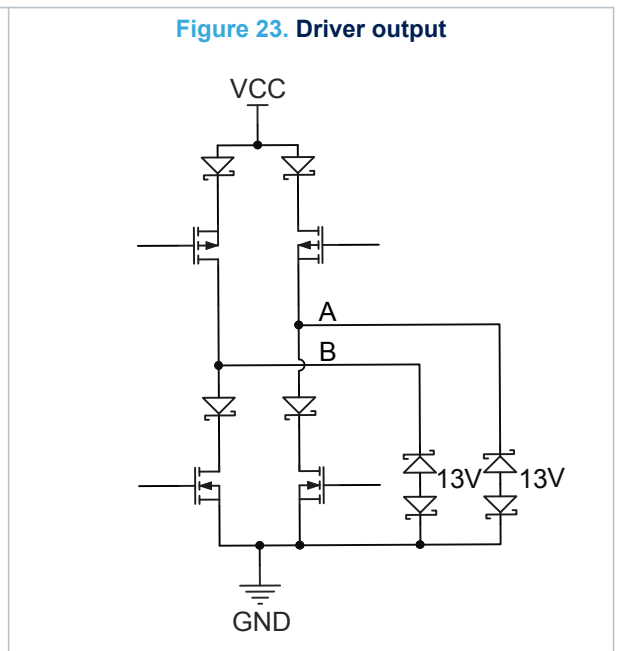 Figure 23. Driver output
VCC
A
B
13V
13V
GND